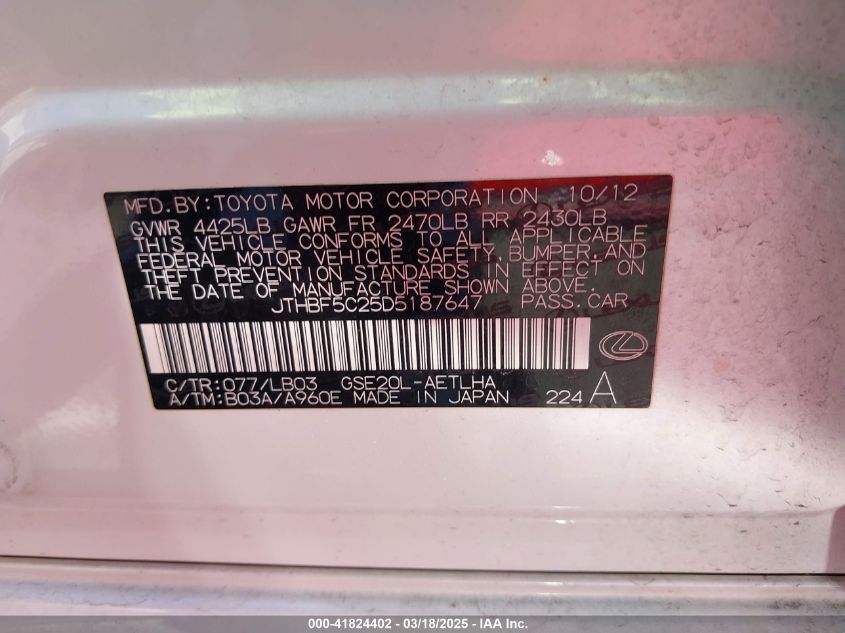 MFD.BY:TOYOTA MOTOR CORPORATION 10/12
GVWR 4425LB GAWR FR 2470LB RR 2430LB
THIS VEHICLE CONFORMS TO ALL APPLICABLE
FEDERAL MOTOR VEHICLE SAFETY,BUMPER,AND
THEFT PREVENTION STANDARDS IN EFFECT ON
THE DATE OF MANUFACTURE SHOWN ABOVE.
JTHBF5C25D5187647 PASS.CAR
C/TR:077/LB03 GSE20L-AETLHA
A/TM:B03A/A960E MADE IN JAPAN 224 A
000-41824402 - 03/18/2025 - IAA Inc.